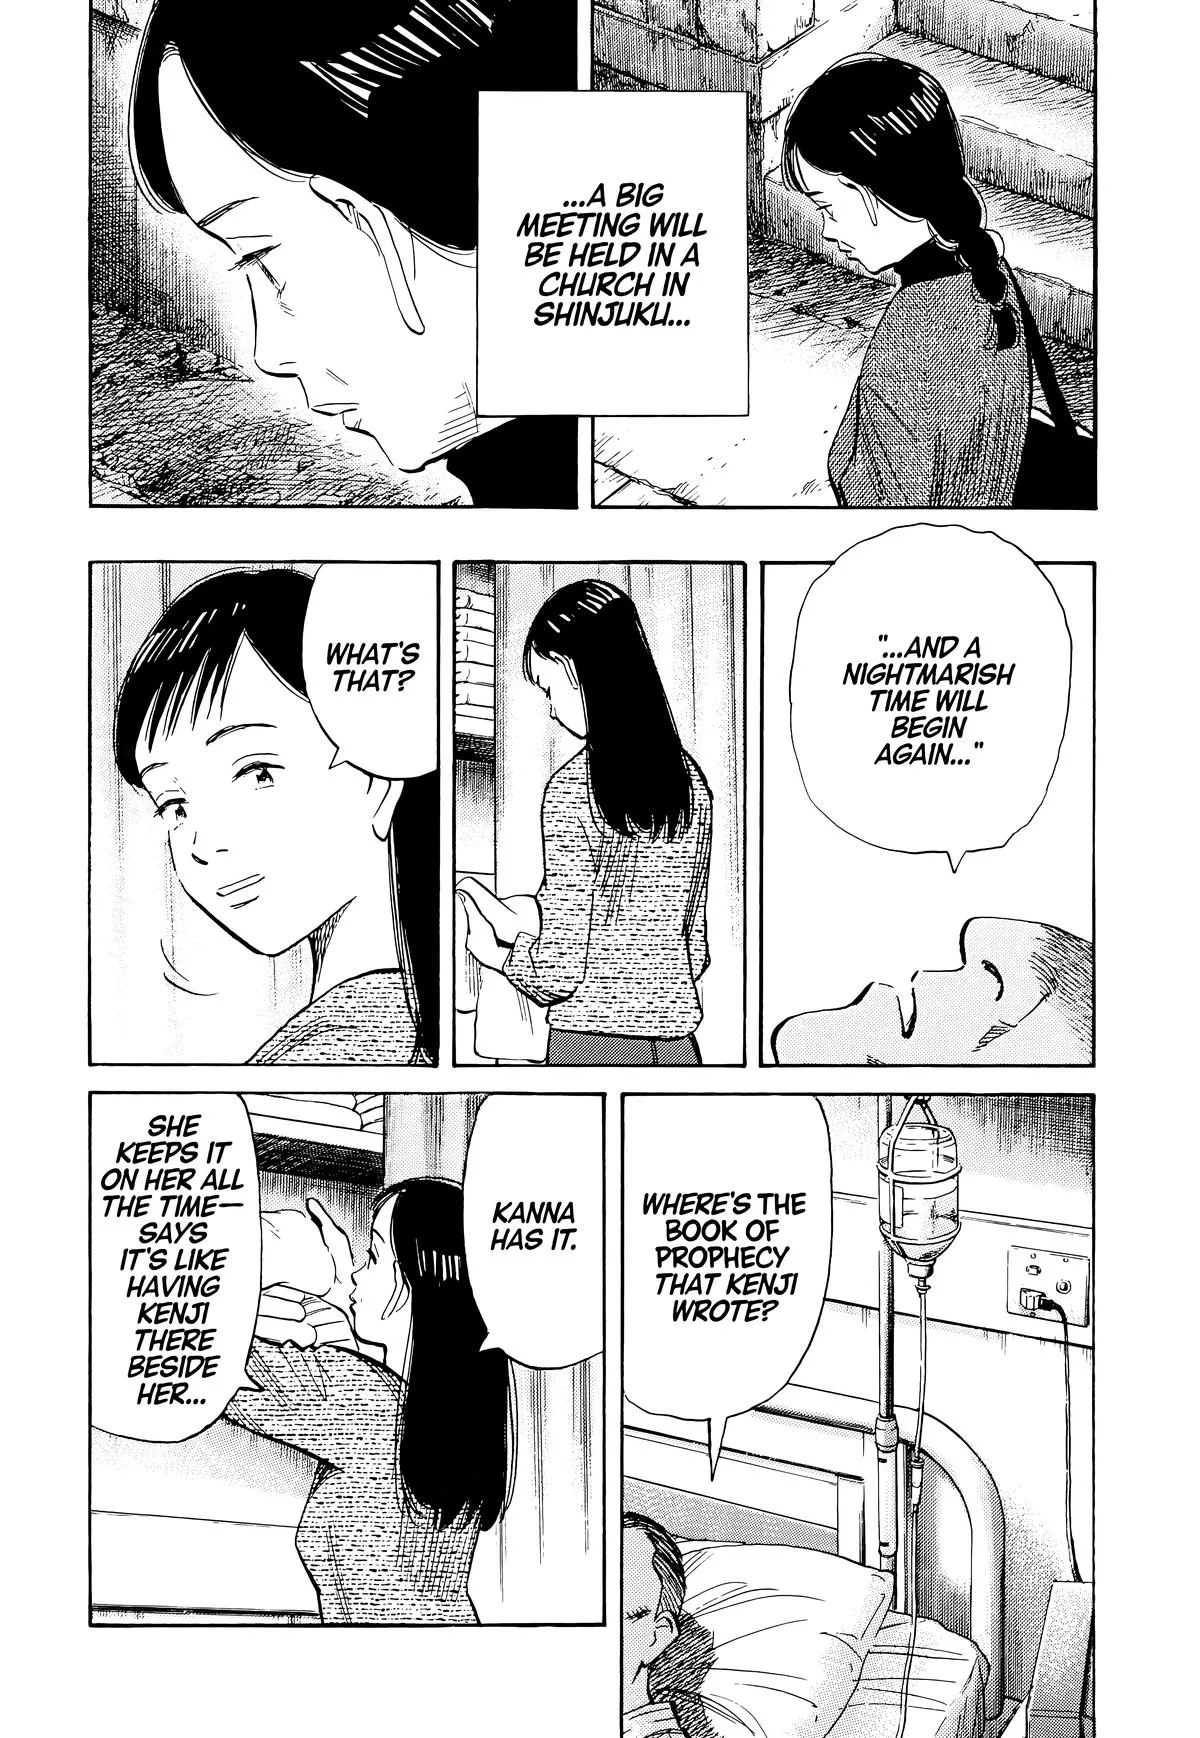 ...A BIG
MEETING WILL
BE HELD IN A
CHURCH IN
SHINJUKU...
"...AND A
NIGHTMARISH
TIME WILL
BEGIN
AGAIN..."
WHAT'S
THAT?
WHERE'S THE
BOOK OF
PROPHECY
THAT KENJI
WROTE?
KANNA
HAS IT.
SHE
KEEPS IT
ON HER ALL
THE TIME—
SAYS
IT'S LIKE
HAVING
KENJI
THERE
BESIDE
HER...